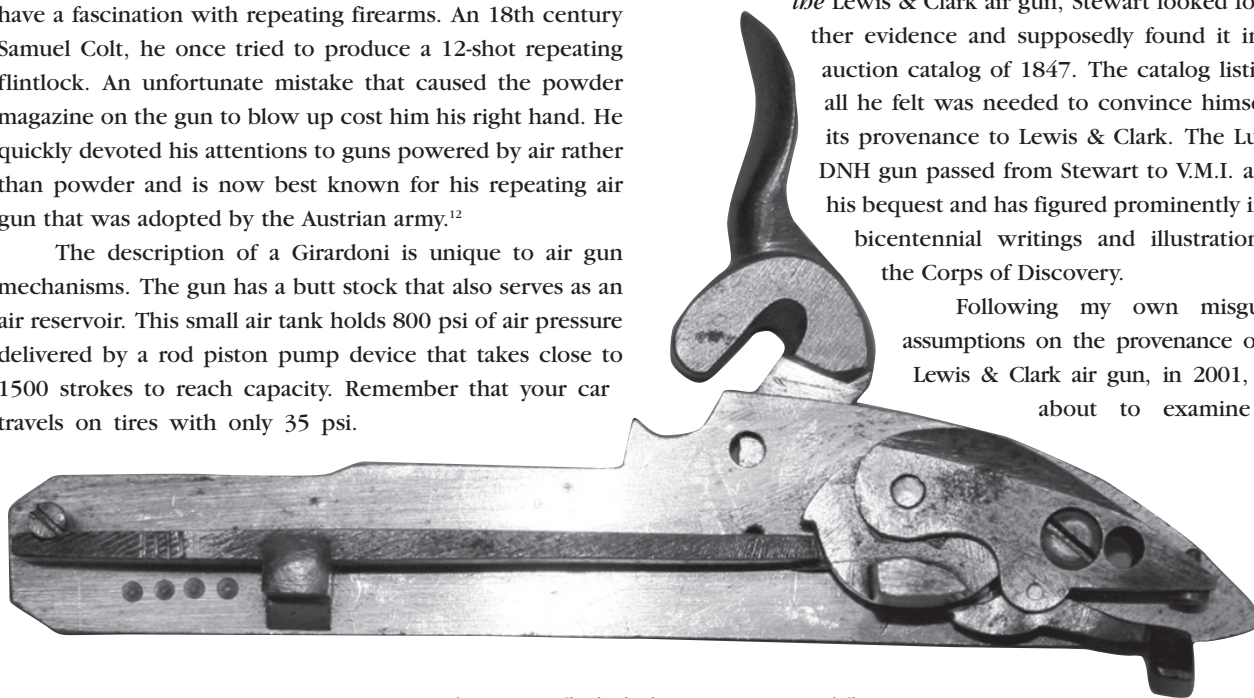 have a fascination with repeating firearms. An 18th century
Samuel Colt, he once tried to produce a 12-shot repeating
flintlock. An unfortunate mistake that caused the powder
magazine on the gun to blow up cost him his right hand. He
quickly devoted his attentions to guns powered by air rather
than powder and is now best known for his repeating air
gun that was adopted by the Austrian army.12
The description of a Girardoni is unique to air gun
mechanisms. The gun has a butt stock that also serves as an
air reservoir. This small air tank holds 800 psi of air pressure
delivered by a rod piston pump device that takes close to
1500 strokes to reach capacity. Remember that your car
travels on tires with only 35 psi.
the Lewis & Clark air gun, Stewart looked
ther evidence and supposedly found it
auction catalog of 1847. The catalog
all he felt was needed to convince
its provenance to Lewis & Clark. The
DNH gun passed from Stewart to V.M.I.
his bequest and has figured prominently
bicentennial writings and
the Corps of Discovery.
Following my own
assumptions on the provenance
Lewis & Clark air gun, in 2001,
about to examine